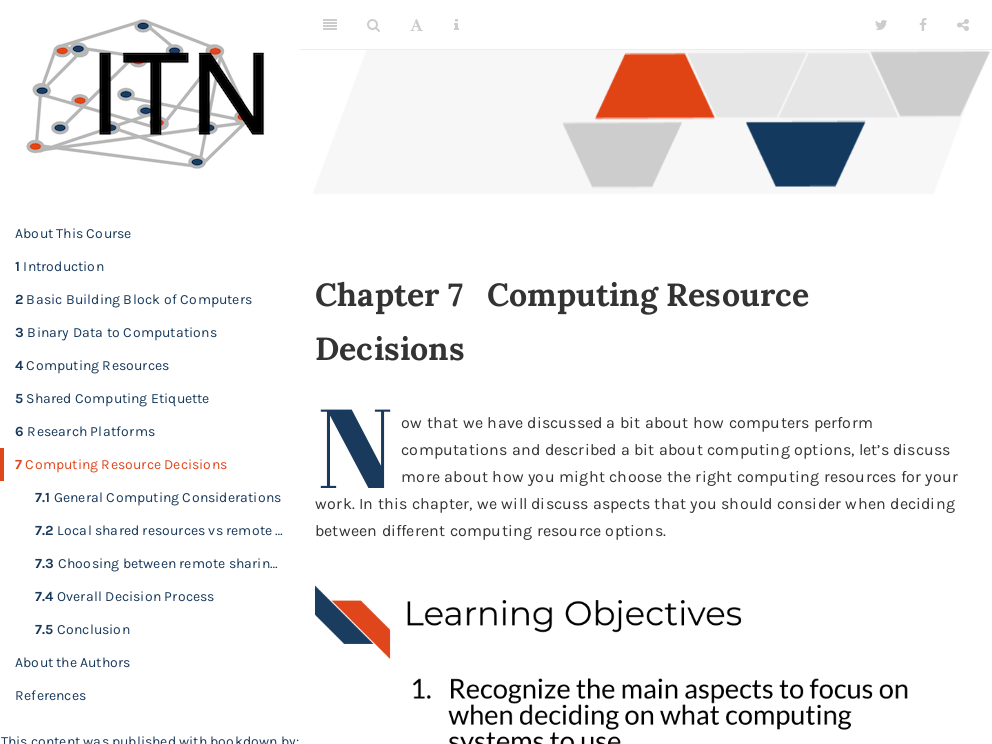 ITN
About This Course
1 Introduction
2 Basic Building Block of Computers
3 Binary Data to Computations
4 Computing Resources
5 Shared Computing Etiquette
6 Research Platforms
7 Computing Resource Decisions
7.1 General Computing Considerations
7.2 Local shared resources vs remote ...
7.3 Choosing between remote sharin...
7.4 Overall Decision Process
7.5 Conclusion
About the Authors
References
This content was published with bookdown by:
A
Chapter 7 Computing Resource
Decisions
Now that we have discussed a bit about how computers perform
computations and described a bit about computing options, let's discuss
more about how you might choose the right computing resources for your
work. In this chapter, we will discuss aspects that you should consider when deciding
between different computing resource options.
Learning Objectives
1. Recognize the main aspects to focus on
when deciding on what computing
systems to use